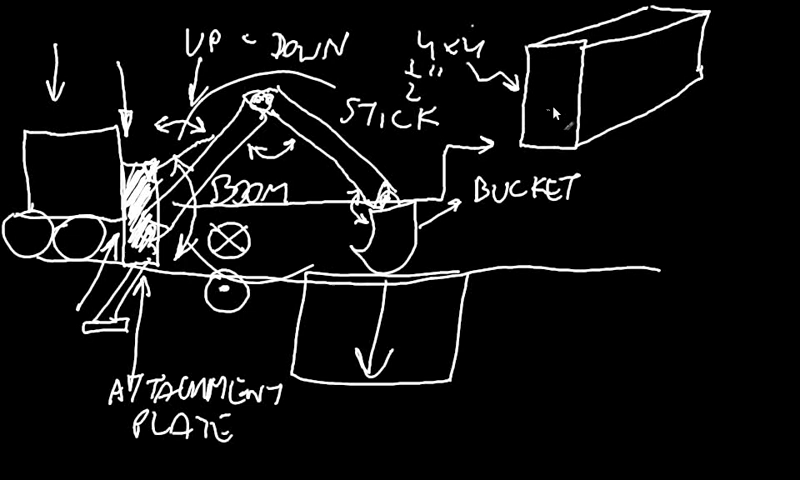 UP - DOWN
4x4
1/2"
STICK
BOOM
BUCKET
ATTACHMENT
PLATE